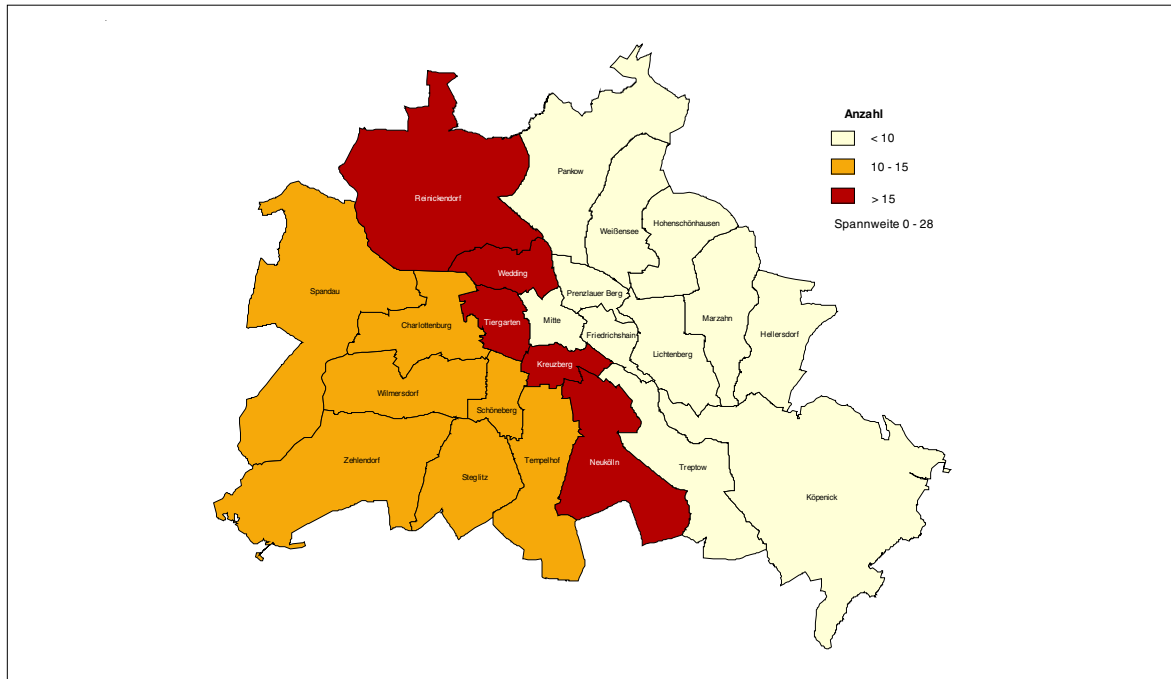 Anzahl
< 10
10 - 15
> 15
Spannweite 0 - 28
Pankow
Reinickendorf
Weißensee
Hohenschönhausen
Wedding
Spandau
Prenzlauer Berg
Charlottenburg
Tiergarten
Mitte
Friedrichshain
Marzahn
Hellersdorf
Lichtenberg
Kreuzberg
Wilmersdorf
Schöneberg
Zehlendorf
Steglitz
Tempelhof
Neukölln
Treptow
Köpenick